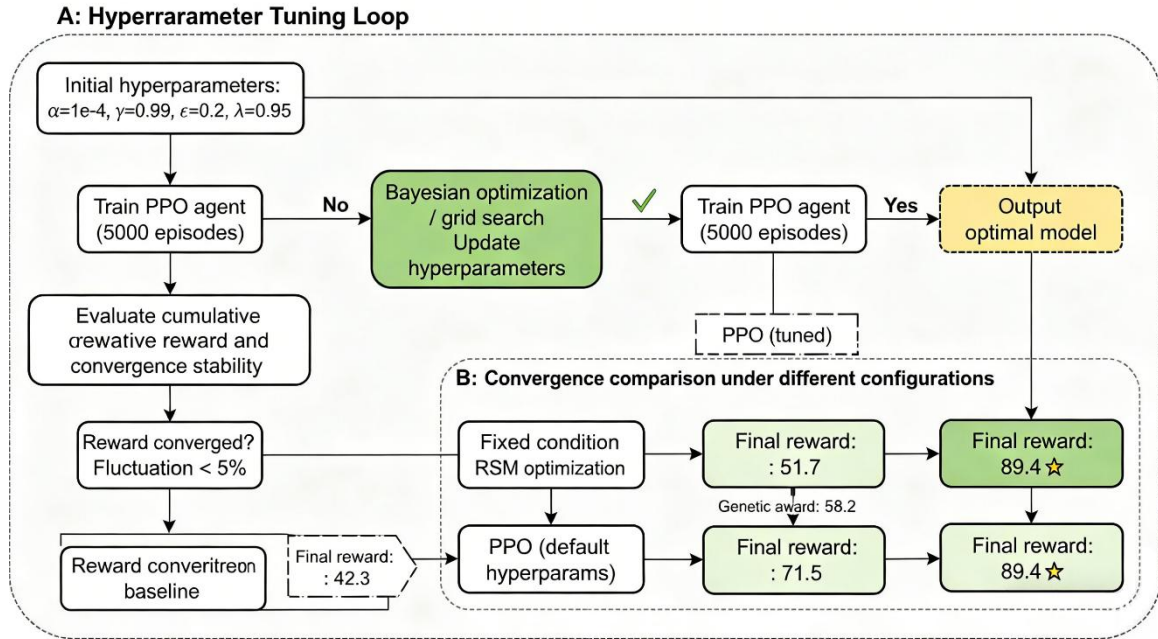 A: Hyperrarameter Tuning Loop
Initial hyperparameters:
α=1e-4, γ=0.99, ϵ=0.2, λ=0.95
Train PPO agent
(5000 episodes)
No
Bayesian optimization
/ grid search
Update
hyperparameters
Train PPO agent
(5000 episodes)
Yes
Output
optimal model
Evaluate cumulative
σrewative reward and
convergence stability
PPO (tuned)
B: Convergence comparison under different configurations
Reward converged?
Fluctuation < 5%
Fixed condition
RSM optimization
Final reward:
: 51.7
Final reward:
89.4
Genetic award: 58.2
Reward converitreon
baseline
Final reward:
: 42.3
PPO (default
hyperparams)
Final reward:
: 71.5
Final reward:
89.4